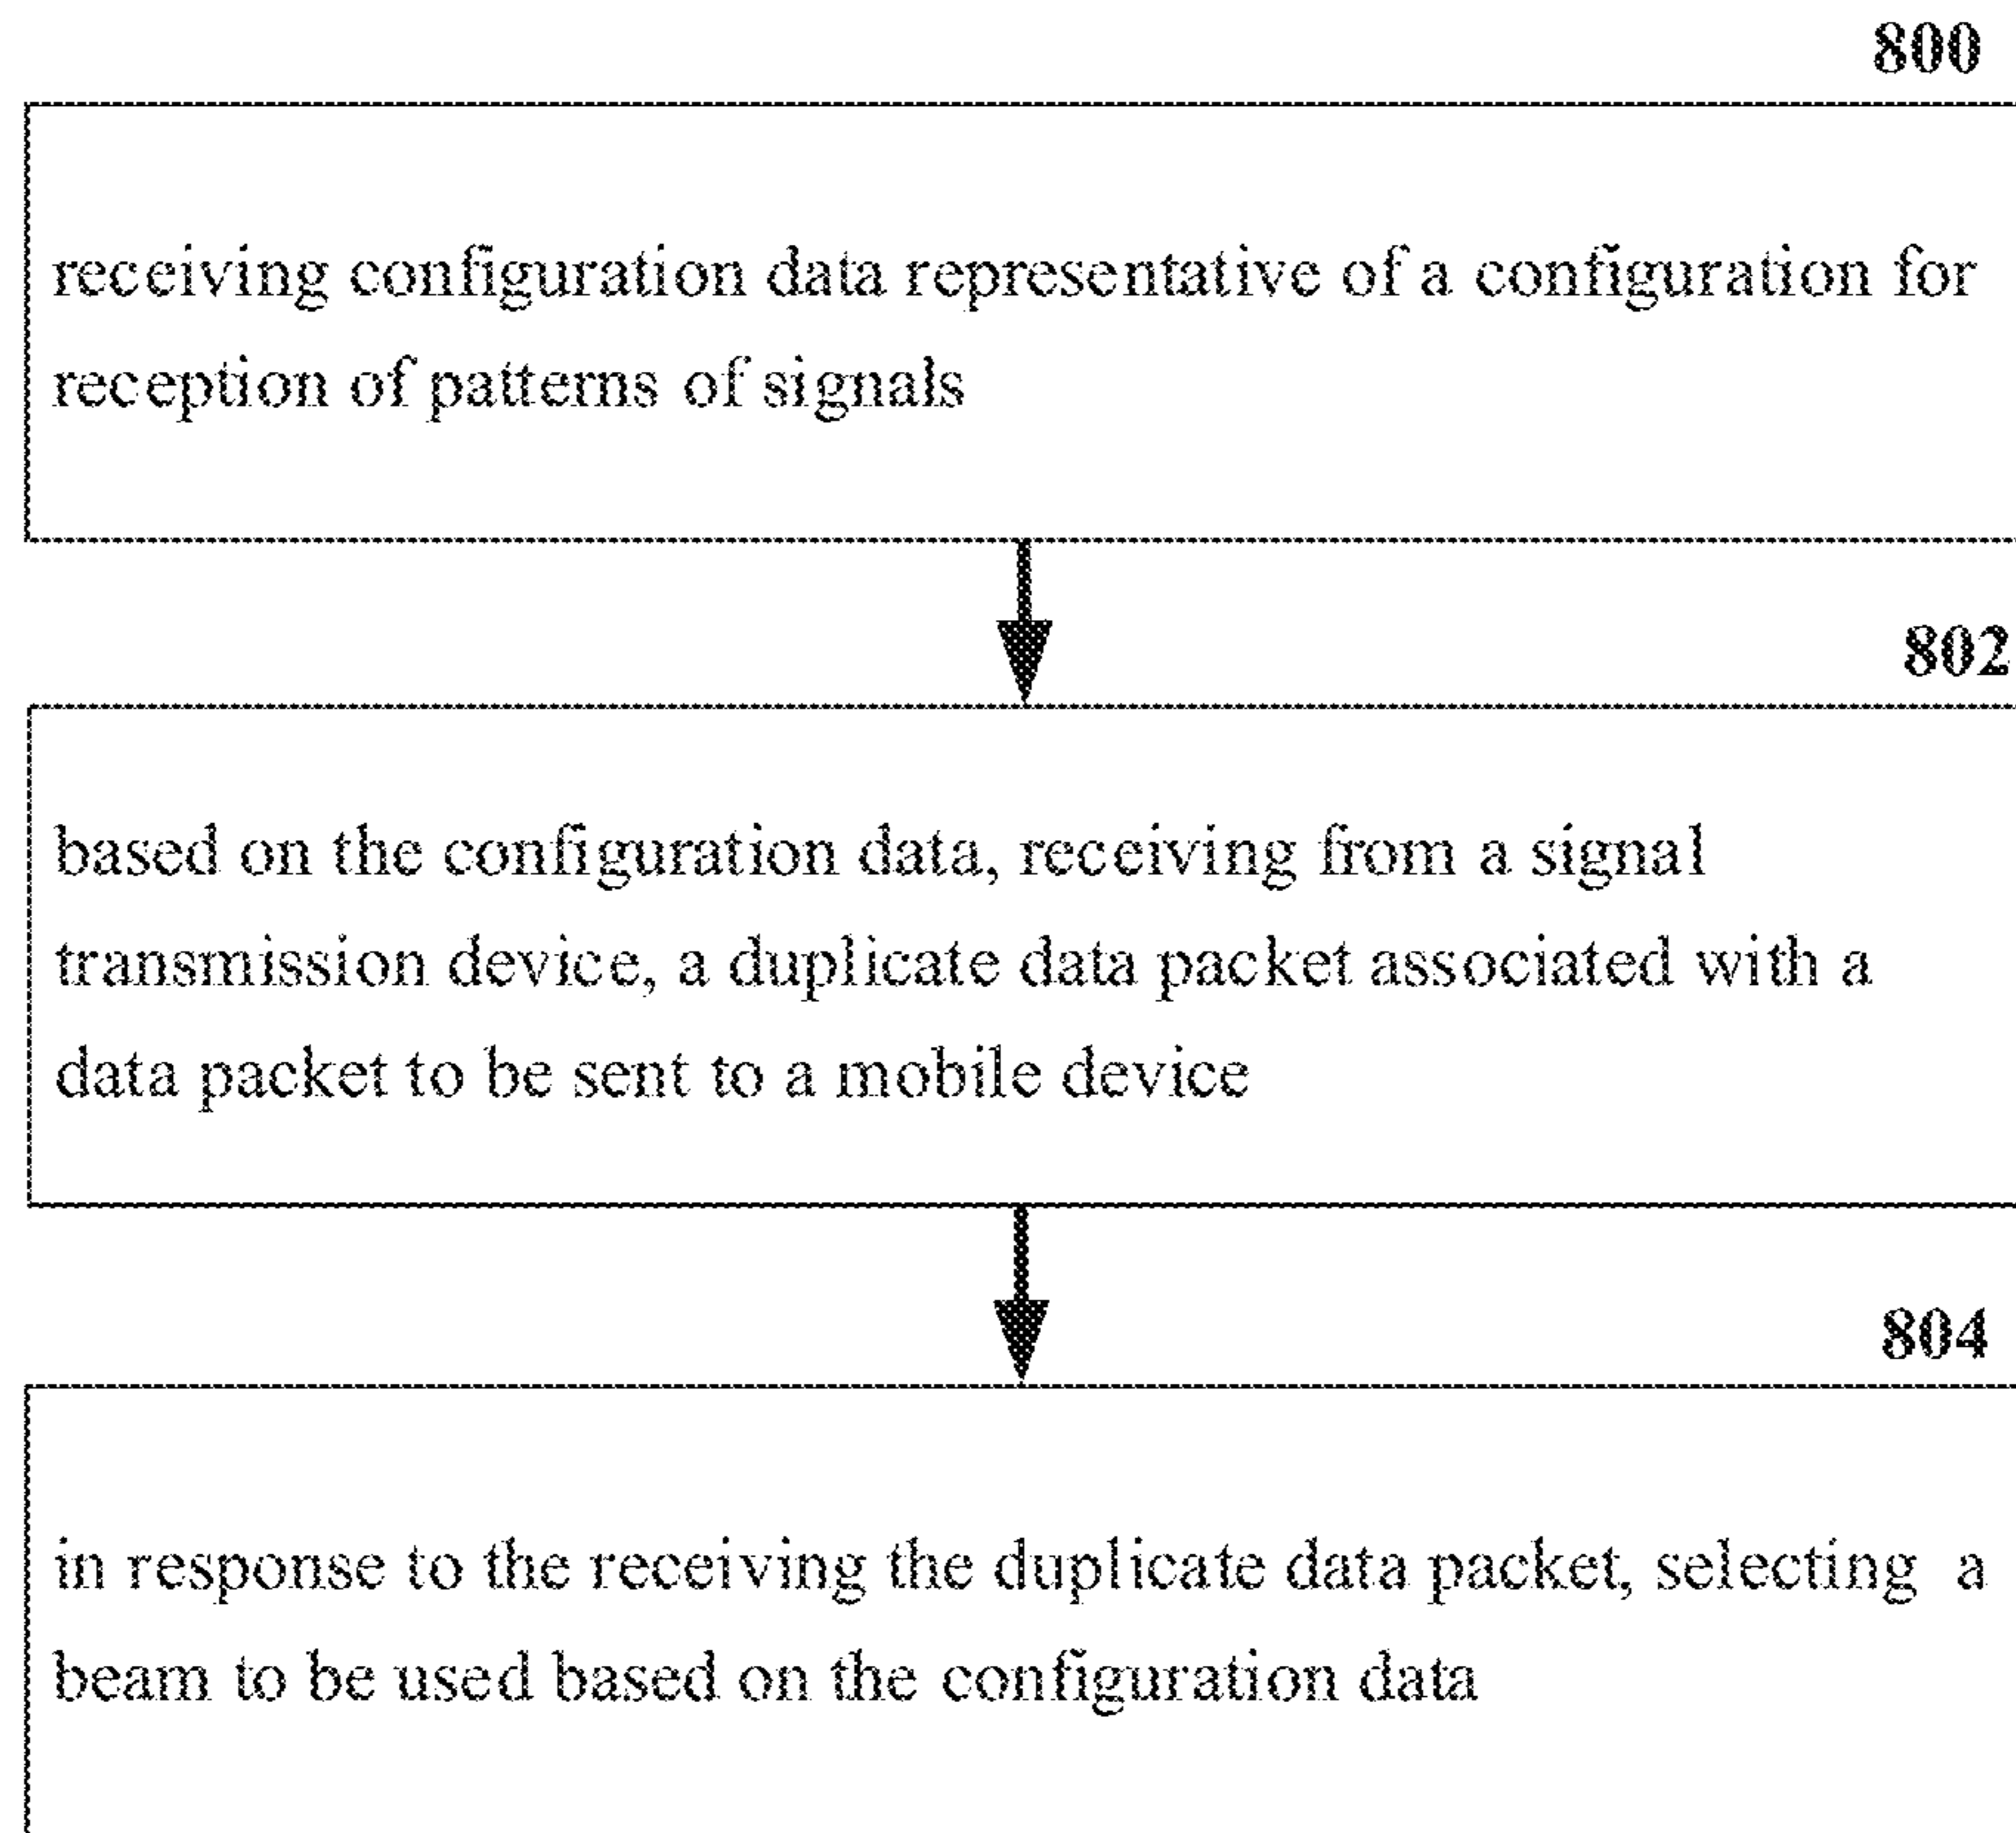 800
receiving configuration data representative of a configuration for
reception of patterns of signals
802
based on the configuration data, receiving from a signal
transmission device, a duplicate data packet associated with a
data packet to be sent to a mobile device
804
in response to the receiving the duplicate data packet, selecting a
beam to be used based on the configuration data